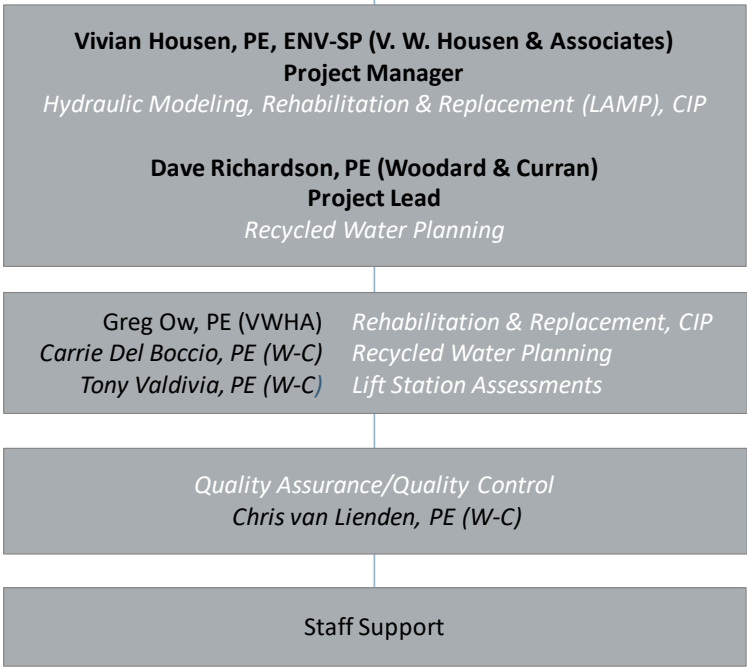 Vivian Housen, PE, ENV-SP (V. W. Housen & Associates)
Project Manager
Hydraulic Modeling, Rehabilitation & Replacement (LAMP), CIP
Dave Richardson, PE (Woodard & Curran)
Project Lead
Recycled Water Planning
Greg Ow, PE (VWHA) Rehabilitation & Replacement, CIP
Carrie Del Boccio, PE (W-C) Recycled Water Planning
Tony Valdivia, PE (W-C) Lift Station Assessments
Quality Assurance/Quality Control
Chris van Lienden, PE (W-C)
Staff Support